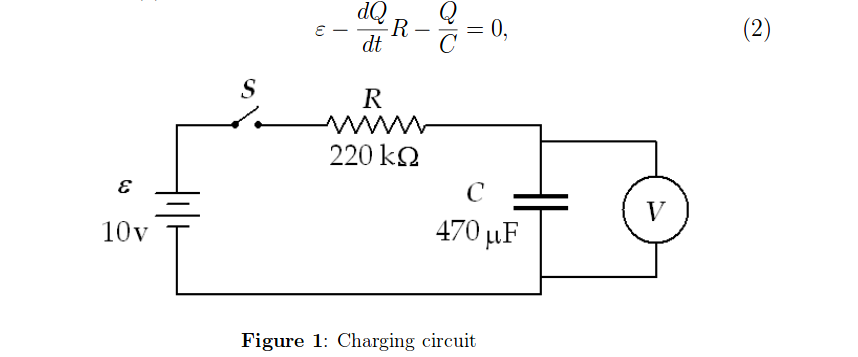 ε − dQ/dt R − Q/C = 0, (2)
S
R
220 kΩ
ε
10v
C
470 μF
V
Figure 1: Charging circuit